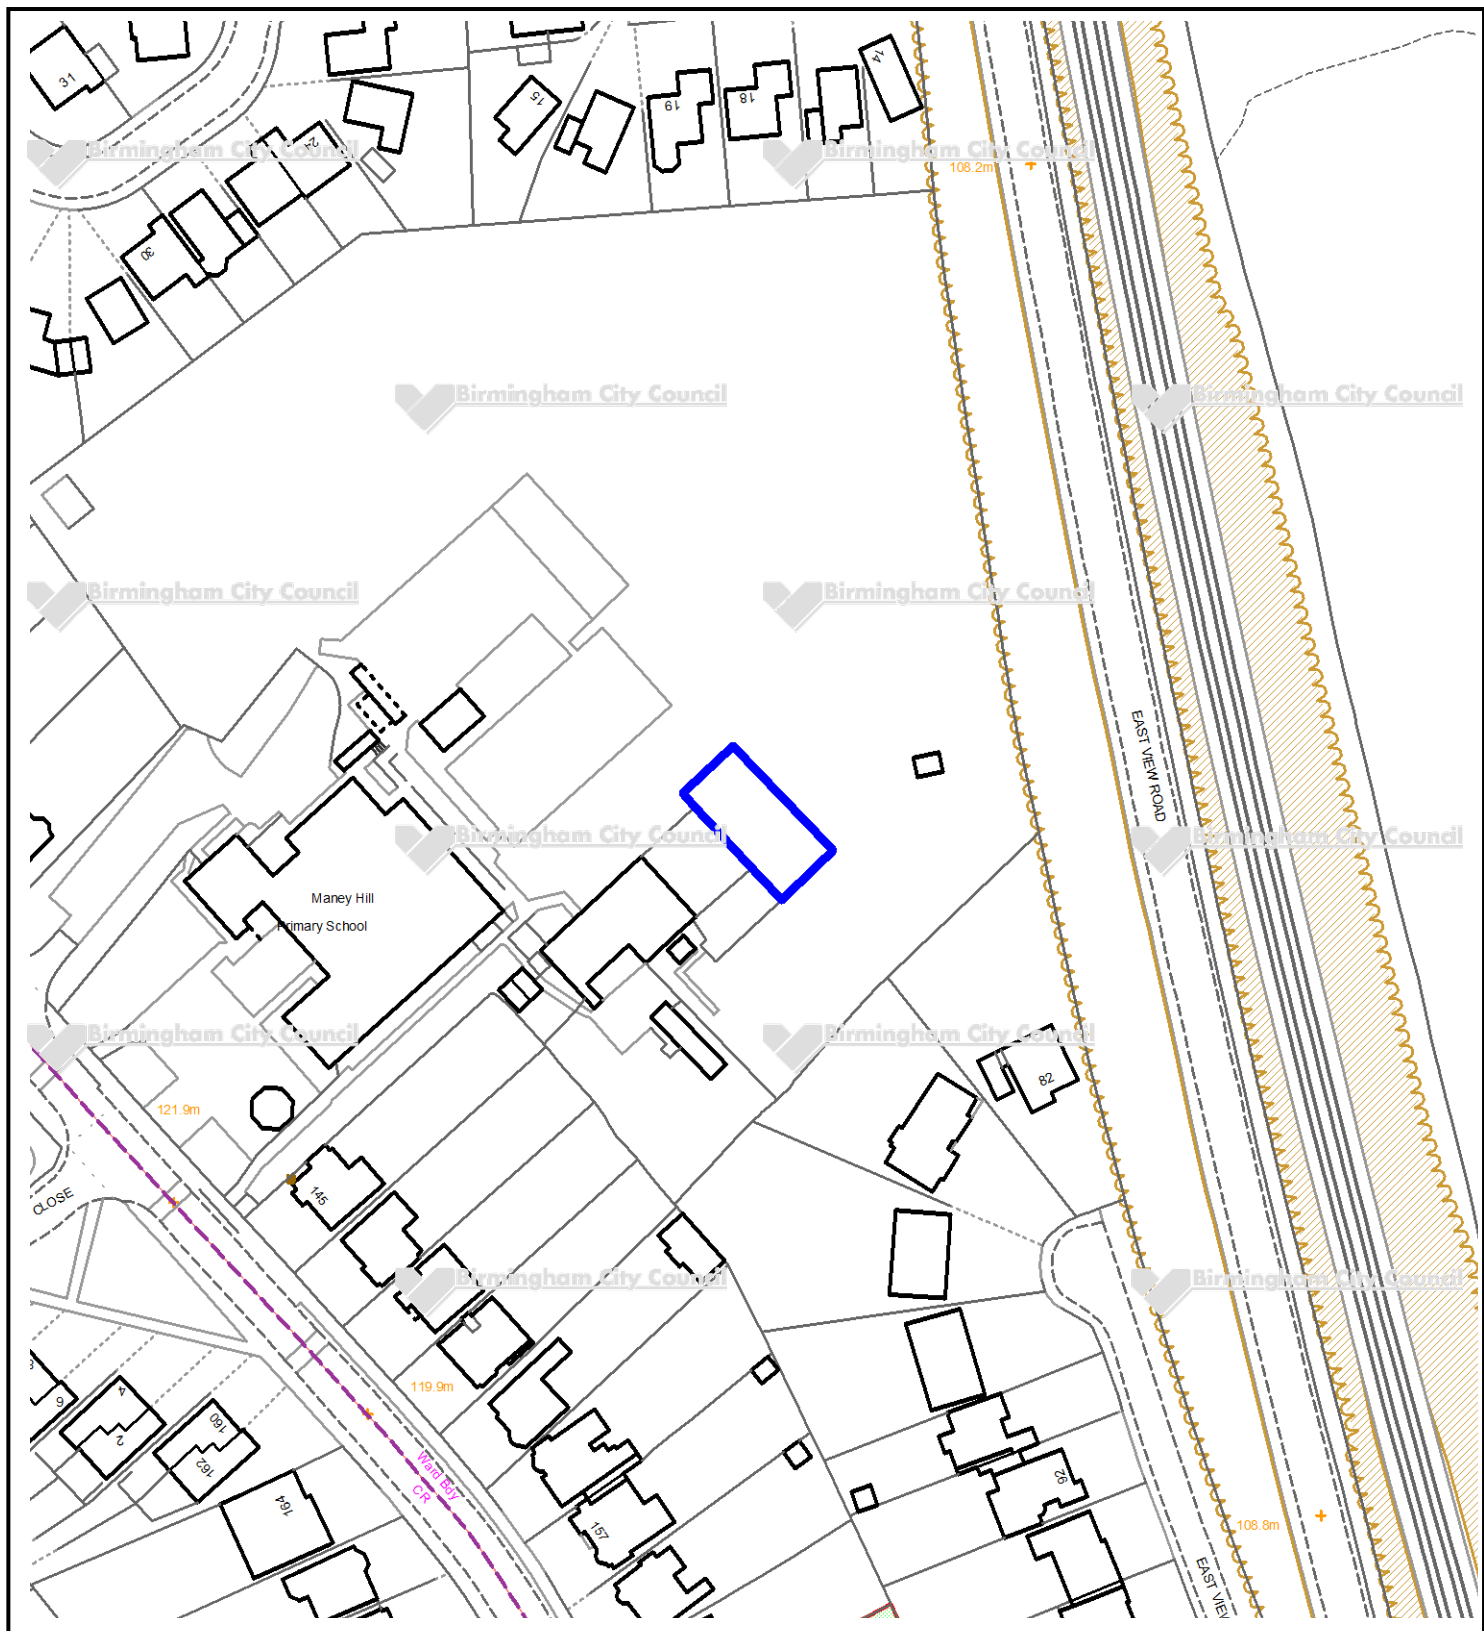 31
15
19
18
14
21
Birmingham City Council
Birmingham City Council
108.2m
30
Birmingham City Council
Birmingham City Council
Birmingham City Council
Birmingham City Council
EAST VIEW ROAD
Birmingham City Council
Birmingham City Council
Maney Hill
Primary School
Birmingham City Council
Birmingham City Council
82
121.9m
145
CLOSE
Birmingham City Council
Birmingham City Council
119.9m
6
4
2
160
162
Ward Bdy
CR
92
164
157
108.8m
EAST VIEW